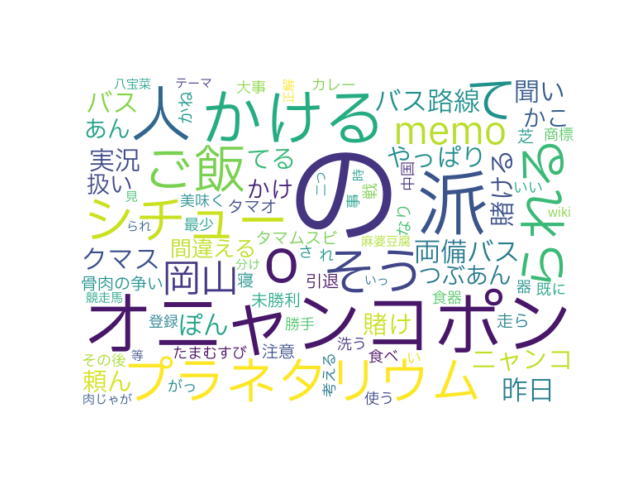 八宝菜
テーマ
大事
正解
カレー
バス
人
かける
の
て
聞い
かこ
あん
かね
バス路線
memo
芝
商標
実況
ご飯
てる
やっぱり
られる
扱い
かけ
二つ
時
戦
中国
賭ける
いい
見
美味く
タマオ
事
なり
wiki
シチュー
最少
派
られ
間違える
タマムスビ
され
麻婆豆腐
両備バス
クマス
岡山
o
そう
つぶあん
骨肉の争い
分け
寝
引退
いっ
器
既に
競走馬
未勝利
食器
オニャンコポン
登録
ぽん
勝手
賭け
走ら
その後
等
たまむすび
注意
洗う
食べ
い
ニャンコ
頼ん
プラネタリウム
がっ
考える
昨日
肉じゃが
使う